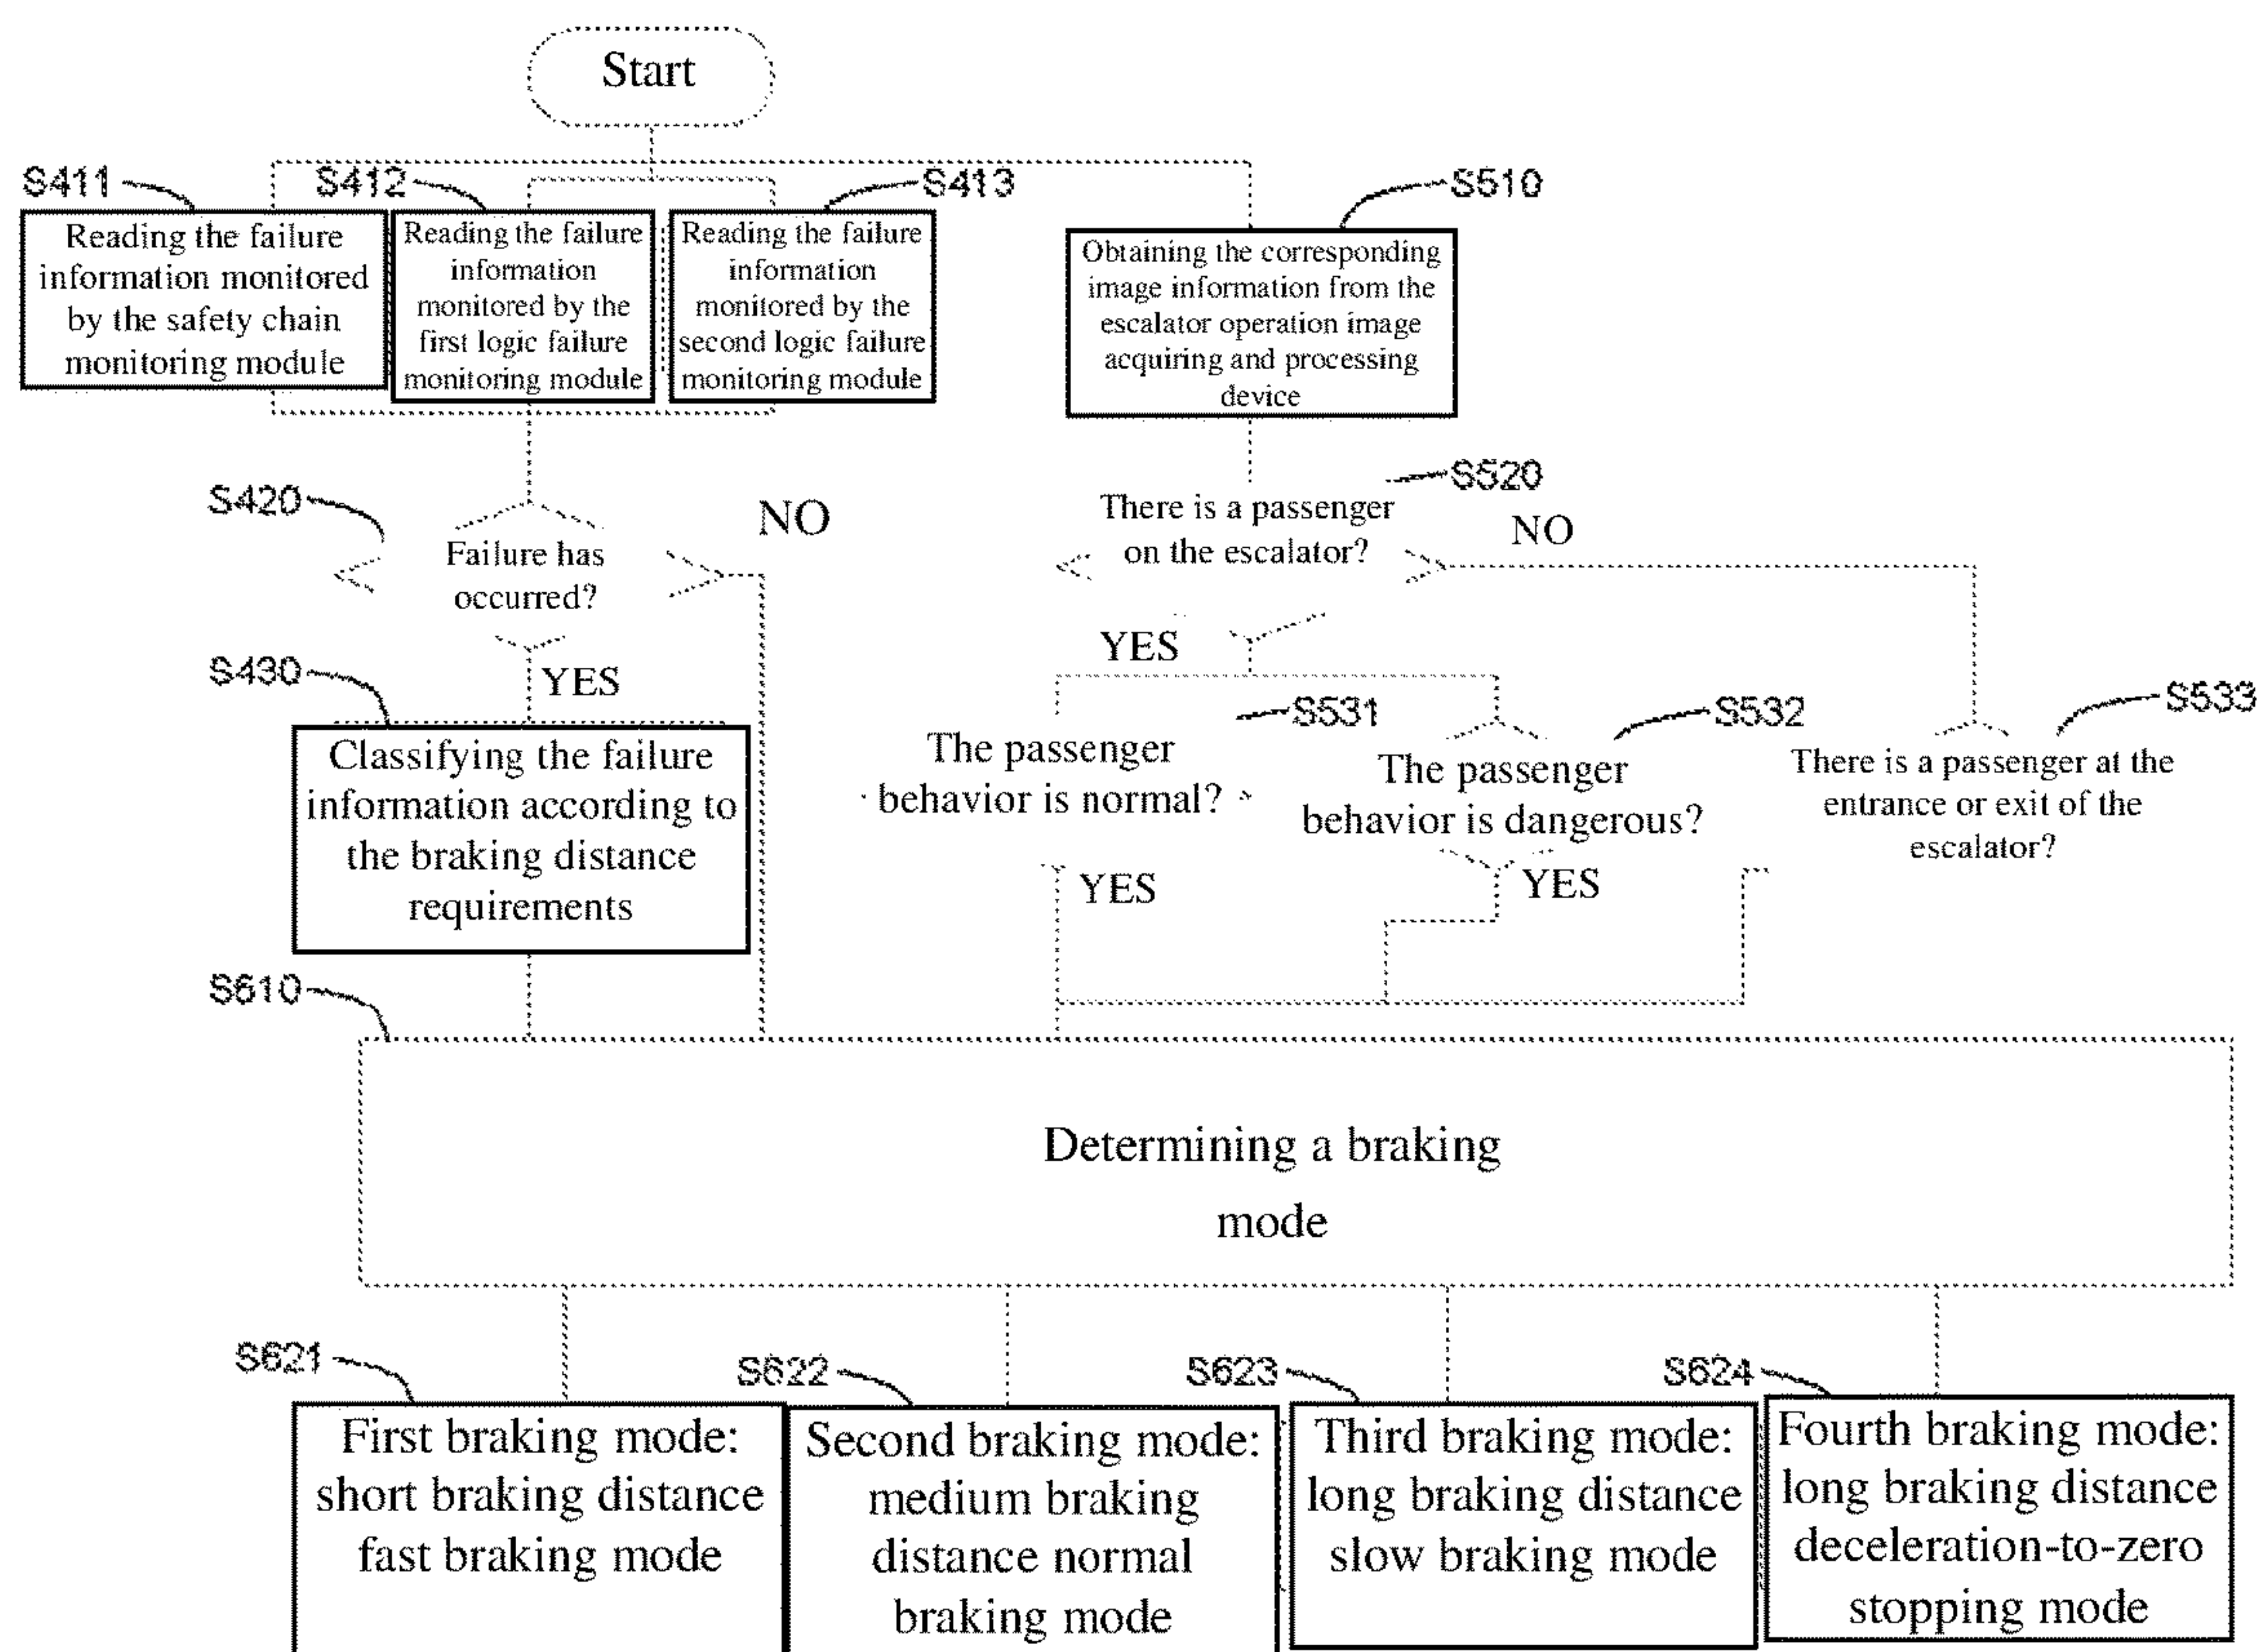 Start
S411
S412
S413
S510
Reading the failure
information monitored
by the safety chain
monitoring module
Reading the failure
information
monitored by the
first logic failure
monitoring module
Reading the failure
information
monitored by the
second logic failure
monitoring module
Obtaining the corresponding
image information from the
escalator operation image
acquiring and processing
device
S420
Failure has
occurred?
NO
YES
S520
There is a passenger
on the escalator?
NO
YES
S430
Classifying the failure
information according to
the braking distance
requirements
S531
The passenger
behavior is normal?
YES
S532
The passenger
behavior is dangerous?
YES
S533
There is a passenger at the
entrance or exit of the
escalator?
S610
Determining a braking
mode
S621
First braking mode:
short braking distance
fast braking mode
S622
Second braking mode:
medium braking
distance normal
braking mode
S623
Third braking mode:
long braking distance
slow braking mode
S624
Fourth braking mode:
long braking distance
deceleration-to-zero
stopping mode